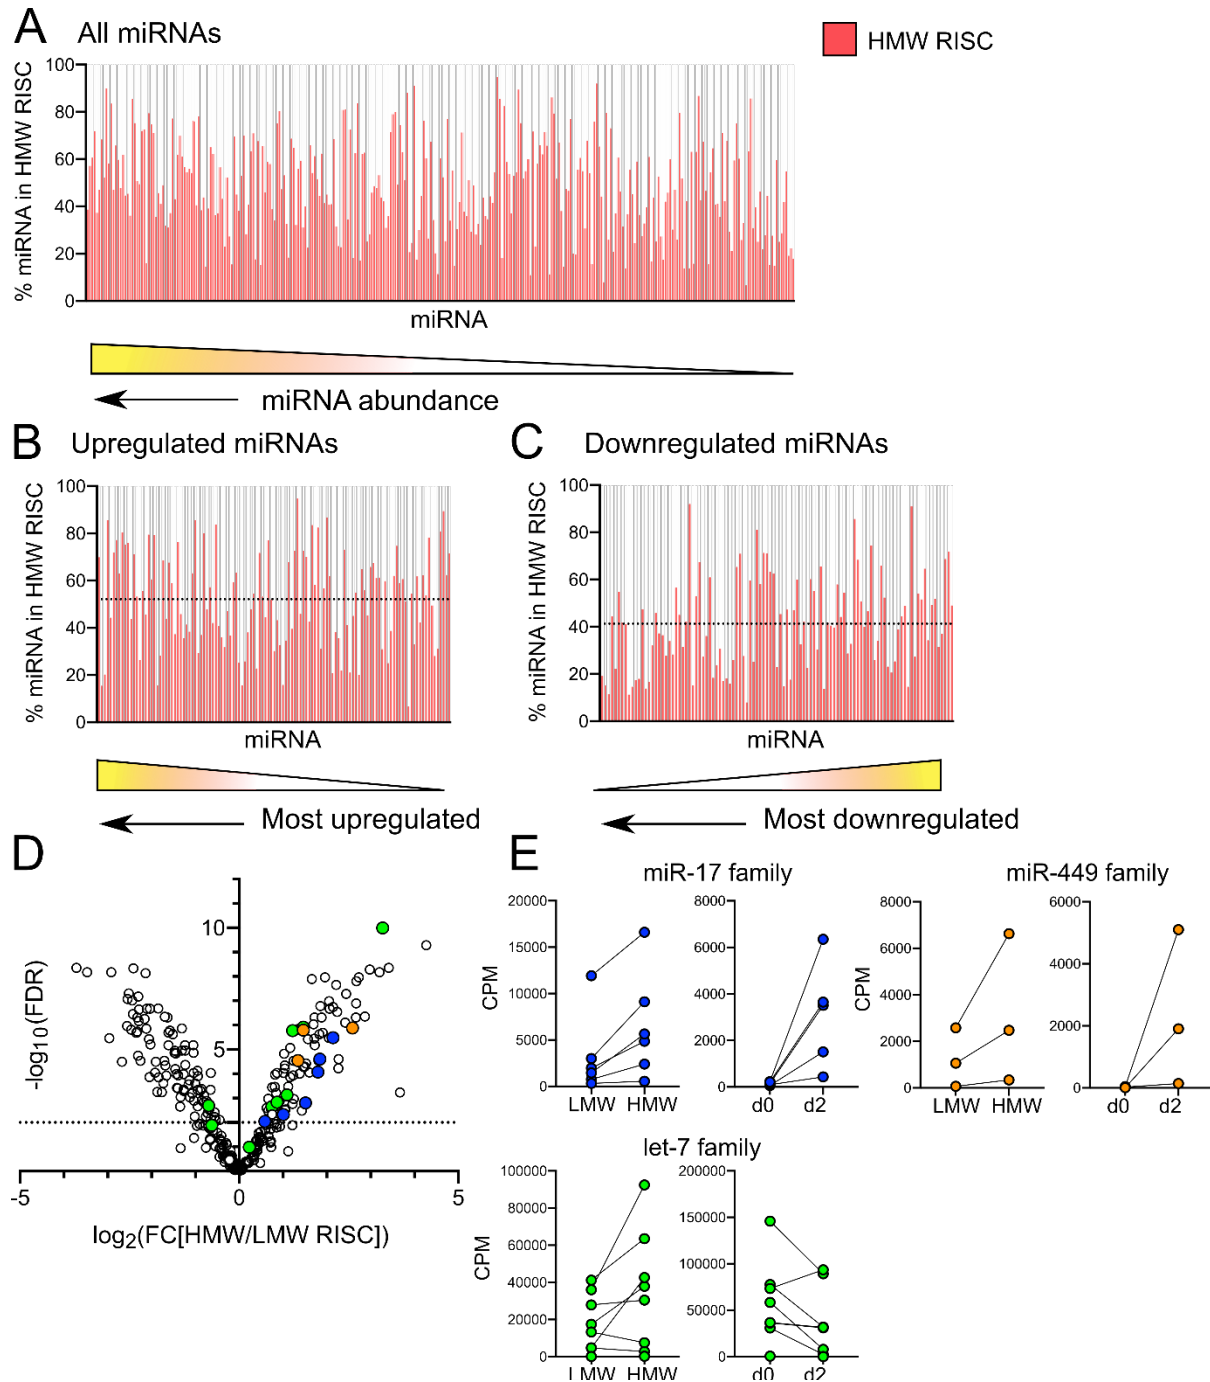 A All miRNAs
HMW RISC
% miRNA in HMW RISC
100
80
60
40
20
0
miRNA
miRNA abundance
B Upregulated miRNAs
% miRNA in HMW RISC
100
80
60
40
20
0
miRNA
Most upregulated
C Downregulated miRNAs
% miRNA in HMW RISC
100
80
60
40
20
0
miRNA
Most downregulated
D
-log10(FDR)
10
5
-5 0 5
log2(FC[HMW/LMW RISC])
E
miR-17 family
CPM
20000
15000
10000
5000
0
LMW HMW
8000
6000
4000
2000
0
d0 d2
miR-449 family
CPM
8000
6000
4000
2000
0
LMW HMW
6000
4000
2000
0
d0 d2
let-7 family
CPM
100000
80000
60000
40000
20000
0
LMW HMW
200000
150000
100000
50000
0
d0 d2